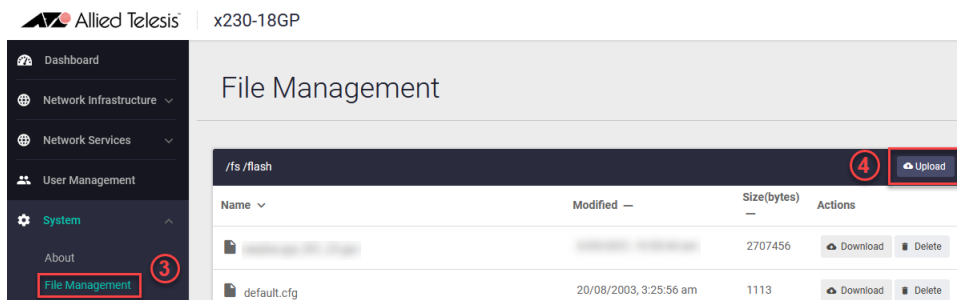 Allied Telesis x230-18GP
Dashboard
Network Infrastructure
Network Services
User Management
System
About
3
File Management
File Management
/fs /flash
4
Upload
Name Modified Size(bytes) Actions
2707456 Download Delete
default.cfg 20/08/2003, 3:25:56 am 1113 Download Delete